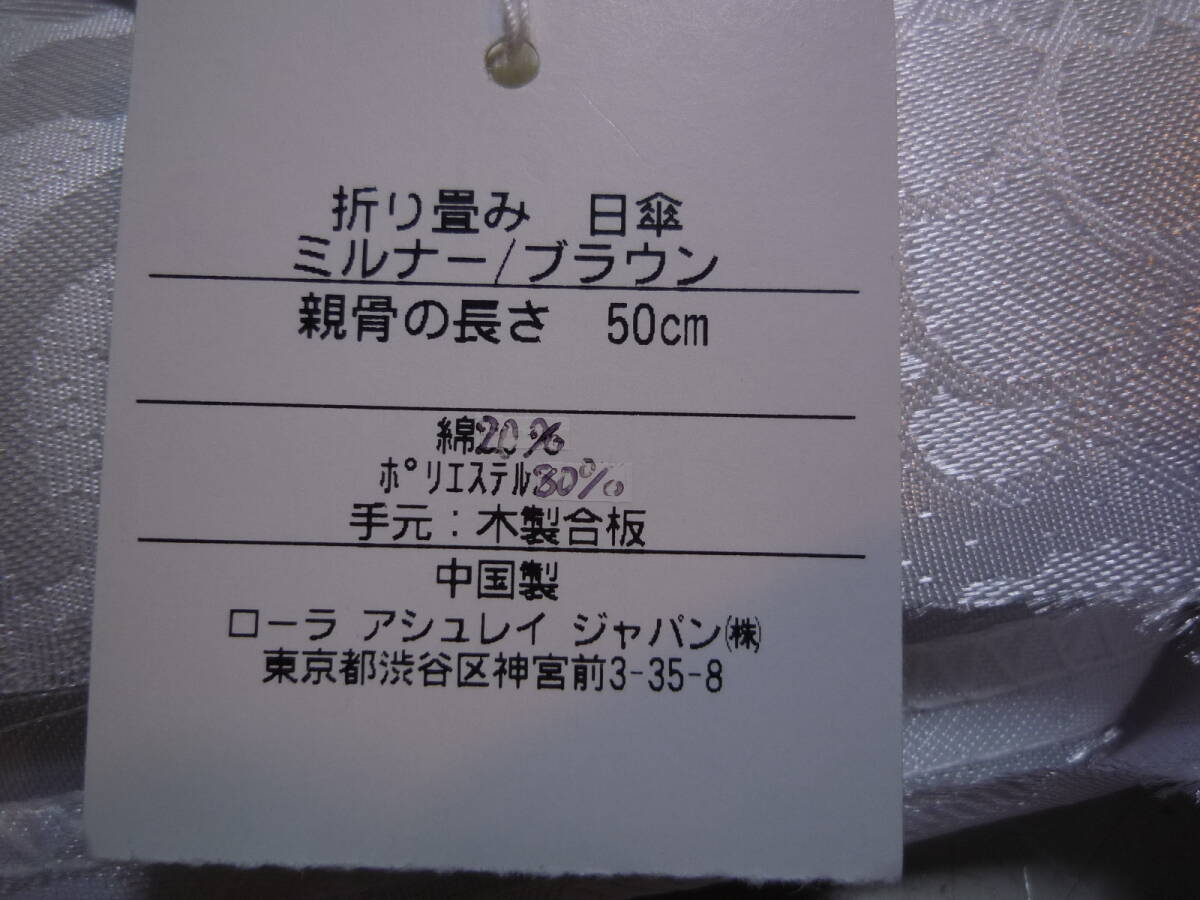 折り畳み　日傘
ミルナー/ブラウン
親骨の長さ　50cm
綿20%
ポリエステル80%
手元：木製合板
中国製
ローラ アシュレイ ジャパン㈱
東京都渋谷区神宮前3-35-8